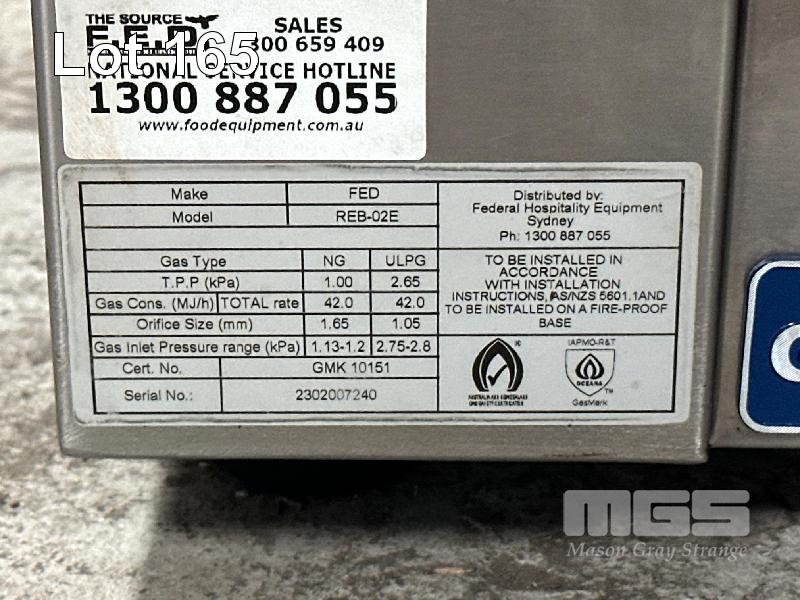 THE SOURCE
F.E.D
SALES
Lot 165
1300 659 409
NATIONAL SERVICE HOTLINE
1300 887 055
www.foodequipment.com.au
Make FED
Model REB-02E
Distributed by:
Federal Hospitality Equipment
Sydney
Ph: 1300 887 055
Gas Type NG ULPG
T.P.P (kPa) 1.00 2.65
Gas Cons. (MJ/h) TOTAL rate 42.0 42.0
Orifice Size (mm) 1.65 1.05
Gas Inlet Pressure range (kPa) 1.13-1.2 2.75-2.8
Cert. No. GMK 10151
Serial No.: 2302007240
TO BE INSTALLED IN
ACCORDANCE
WITH INSTALLATION
INSTRUCTIONS, AS/NZS 5601.1AND
TO BE INSTALLED ON A FIRE-PROOF
BASE
IAPMO-R&T
OCEANA
TM
GasMark
MGS
Mason Gray Strange